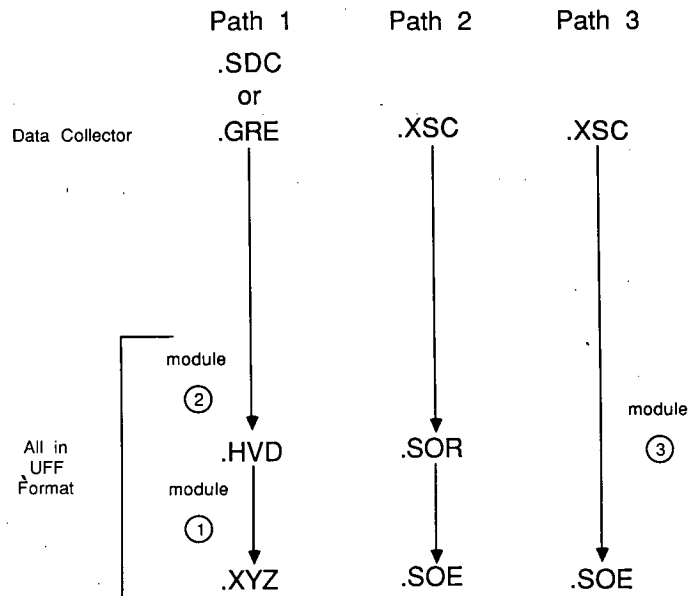 Path 1 Path 2 Path 3
.SDC
or
Data Collector .GRE .XSC .XSC
module
2
module
3
All in
UFF
Format
.HVD .SOR
module
1
.XYZ .SOE .SOE